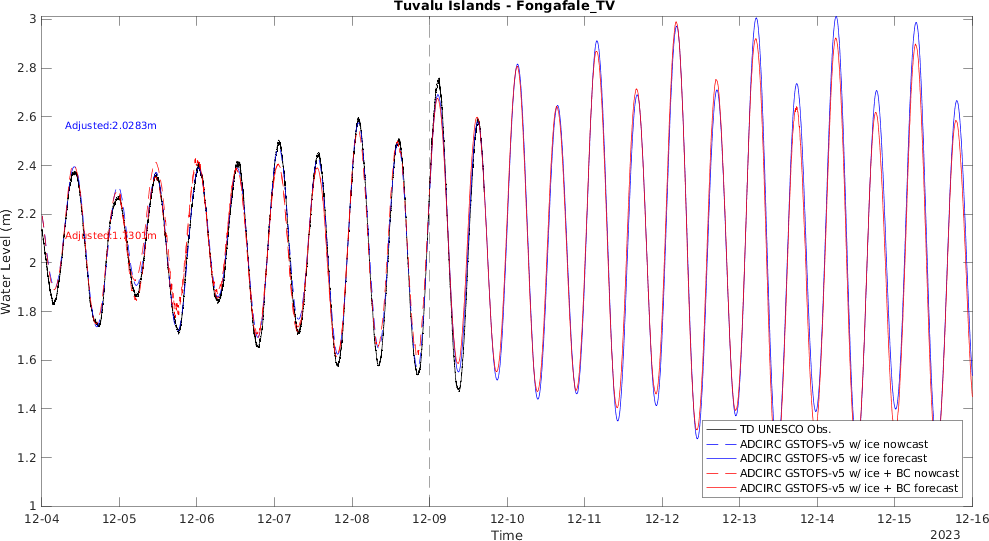 Tuvalu Islands - Fongafale_TV
3
2.8
2.6
2.4
2.2
2
1.8
1.6
1.4
1.2
1
Water Level (m)
Adjusted:2.0283m
Adjusted:1.1301m
TD UNESCO Obs.
ADCIRC GSTOFS-v5 w/ ice nowcast
ADCIRC GSTOFS-v5 w/ ice forecast
ADCIRC GSTOFS-v5 w/ ice + BC nowcast
ADCIRC GSTOFS-v5 w/ ice + BC forecast
12-04 12-05 12-06 12-07 12-08 12-09 12-10 12-11 12-12 12-13 12-14 12-15 12-16
Time
2023